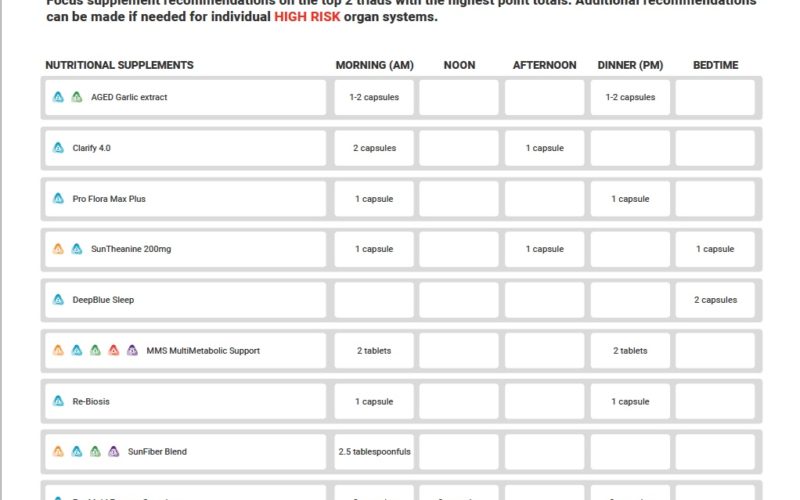 Focus supplement recommendations on the top 2 triads with the highest point totals. Additional recommendations
can be made if needed for individual HIGH RISK organ systems.
NUTRITIONAL SUPPLEMENTS MORNING (AM) NOON AFTERNOON DINNER (PM) BEDTIME
AGED Garlic extract 1-2 capsules 1-2 capsules
Clarify 4.0 2 capsules 1 capsule
Pro Flora Max Plus 1 capsule 1 capsule
SunTheanine 200mg 1 capsule 1 capsule 1 capsule
DeepBlue Sleep 2 capsules
MMS MultiMetabolic Support 2 tablets 2 tablets
Re-Biosis 1 capsule 1 capsule
SunFiber Blend 2.5 tablespoonfuls